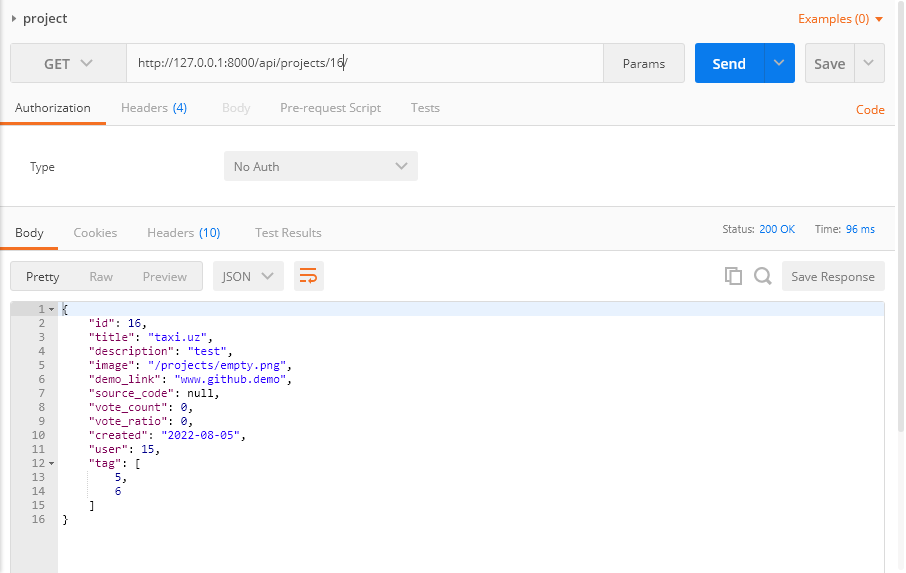 project
Examples (0)
GET http://127.0.0.1:8000/api/projects/16/ Params Send Save
Authorization Headers (4) Body Pre-request Script Tests Code
Type No Auth
Body Cookies Headers (10) Test Results Status: 200 OK Time: 96 ms
Pretty Raw Preview JSON Save Response
1 {
2 "id": 16,
3 "title": "taxi.uz",
4 "description": "test",
5 "image": "/projects/empty.png",
6 "demo_link": "www.github.demo",
7 "source_code": null,
8 "vote_count": 0,
9 "vote_ratio": 0,
10 "created": "2022-08-05",
11 "user": 15,
12 "tag": [
13 5,
14 6
15 ]
16 }